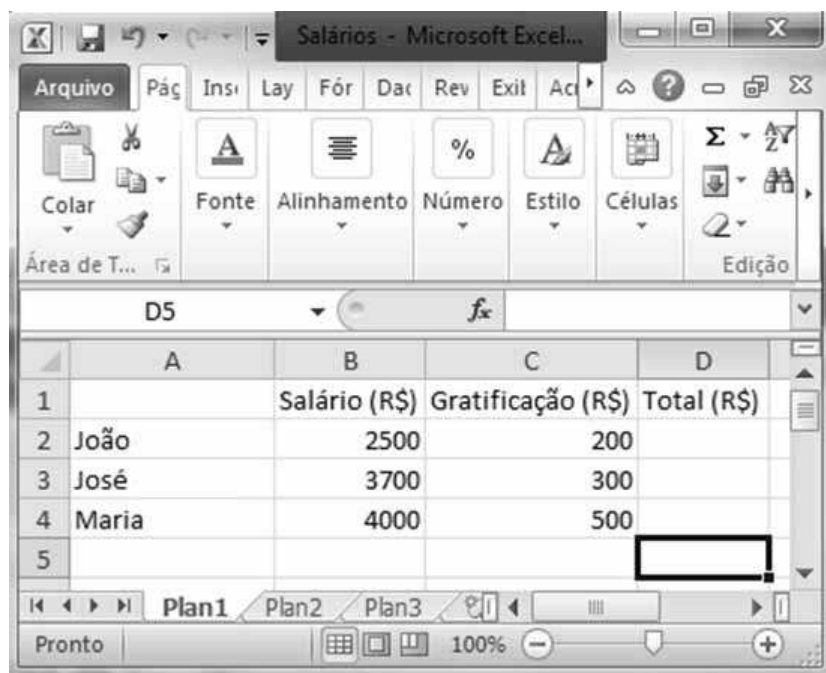 Salários - Microsoft Excel...
Arquivo Pág Inse Lay Fór Dad Rev Exib Acr
Colar Fonte Alinhamento % Número Estilo Células Σ
Área de T... Edição
D5 fx
A B C D
1 Salário (R$) Gratificação (R$) Total (R$)
2 João 2500 200
3 José 3700 300
4 Maria 4000 500
5
Plan1 Plan2 Plan3
Pronto 100%